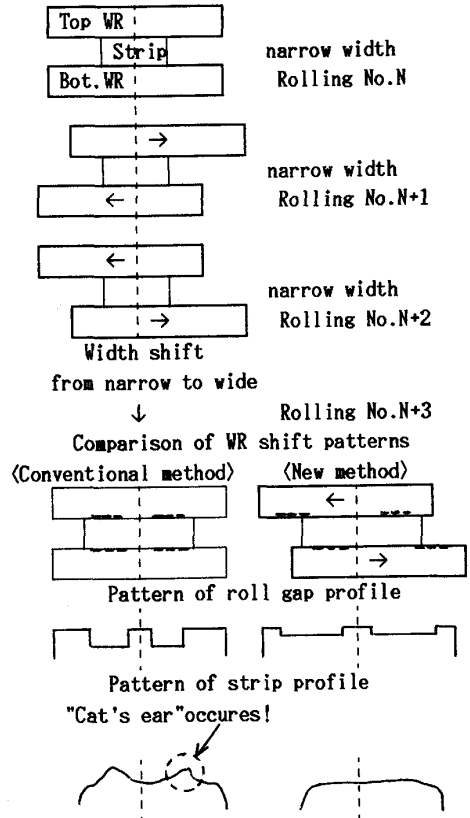 Top WR
Strip
narrow width
Bot.WR
Rolling No.N
→
narrow width
←
Rolling No.N+1
←
narrow width
→
Rolling No.N+2
Width shift
from narrow to wide
↓
Rolling No.N+3
Comparison of WR shift patterns
〈Conventional method〉
〈New method〉
←
→
Pattern of roll gap profile
Pattern of strip profile
"Cat's ear"occures!